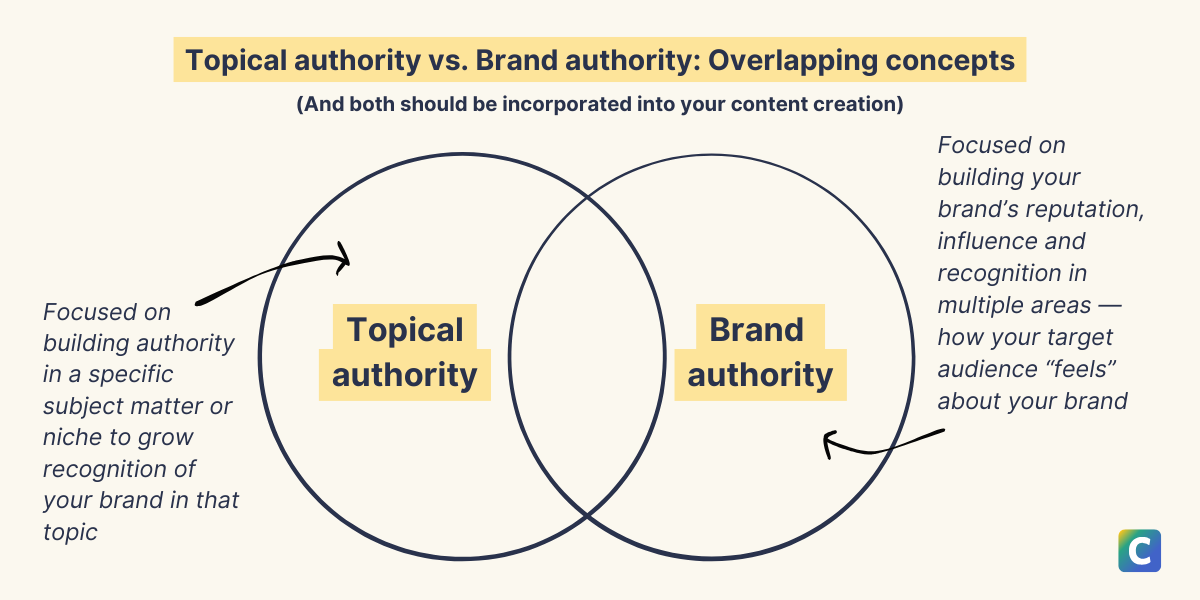 Topical authority vs. Brand authority: Overlapping concepts
(And both should be incorporated into your content creation)
Focused on
building authority
in a specific
subject matter or
niche to grow
recognition of
your brand in that
topic
Topical
authority
Brand
authority
Focused on
building your
brand’s reputation,
influence and
recognition in
multiple areas —
how your target
audience “feels”
about your brand
C